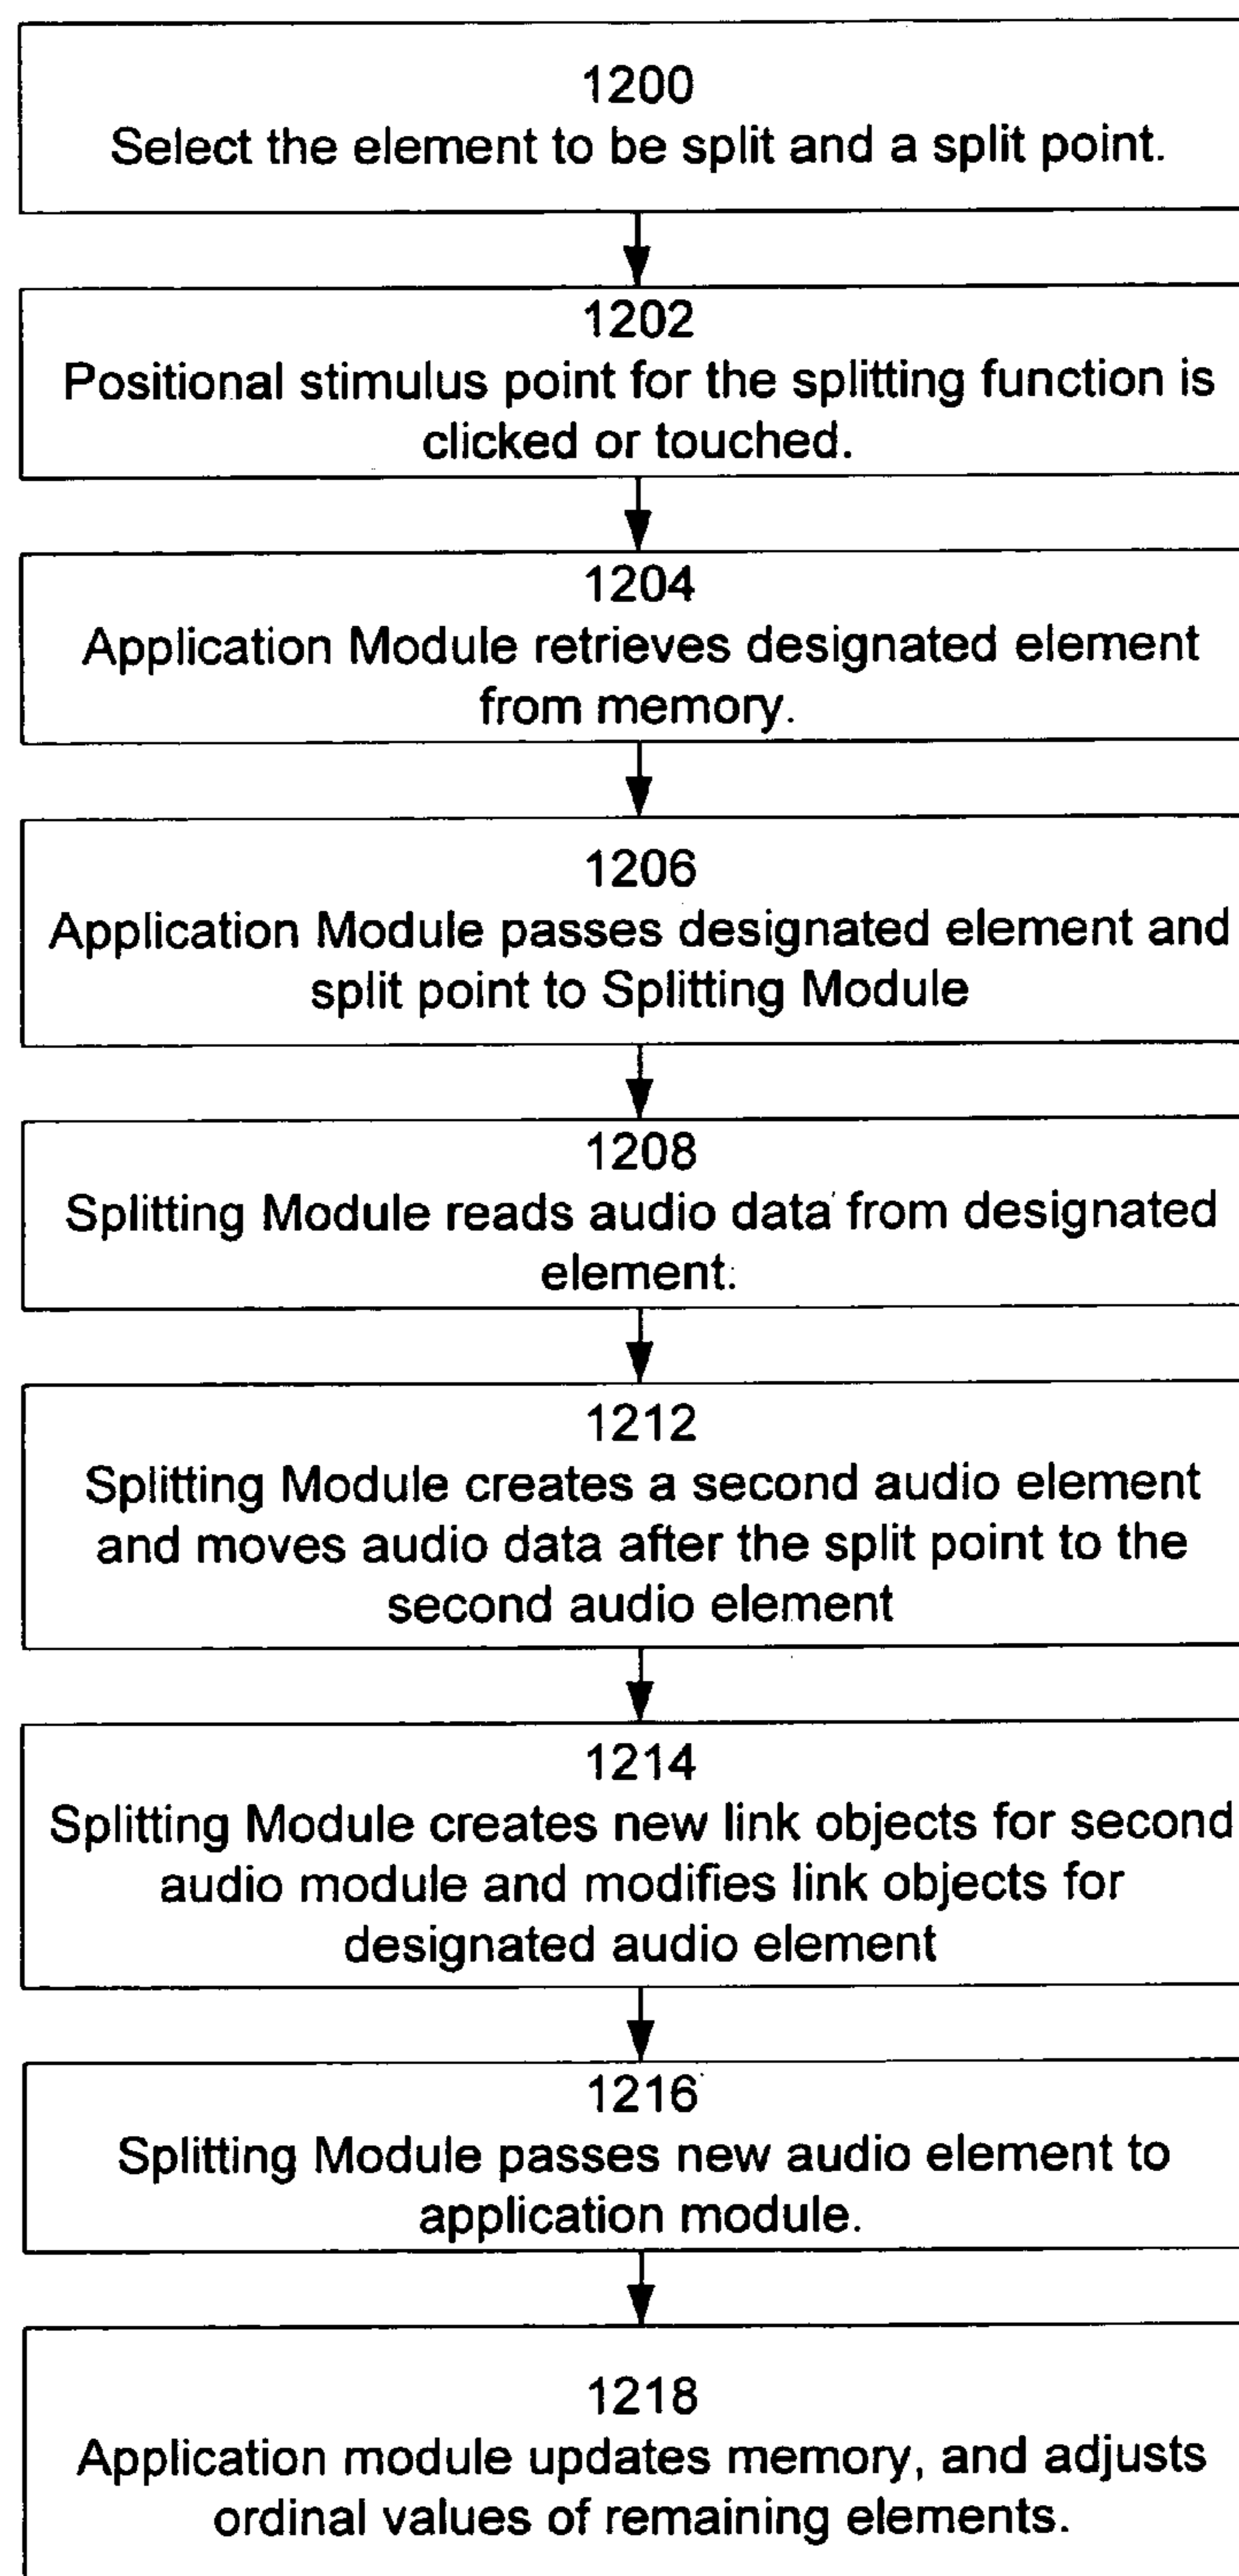 1200
Select the element to be split and a split point.
1202
Positional stimulus point for the splitting function is
clicked or touched.
1204
Application Module retrieves designated element
from memory.
1206
Application Module passes designated element and
split point to Splitting Module
1208
Splitting Module reads audio data from designated
element.
1212
Splitting Module creates a second audio element
and moves audio data after the split point to the
second audio element
1214
Splitting Module creates new link objects for second
audio module and modifies link objects for
designated audio element
1216
Splitting Module passes new audio element to
application module.
1218
Application module updates memory, and adjusts
ordinal values of remaining elements.